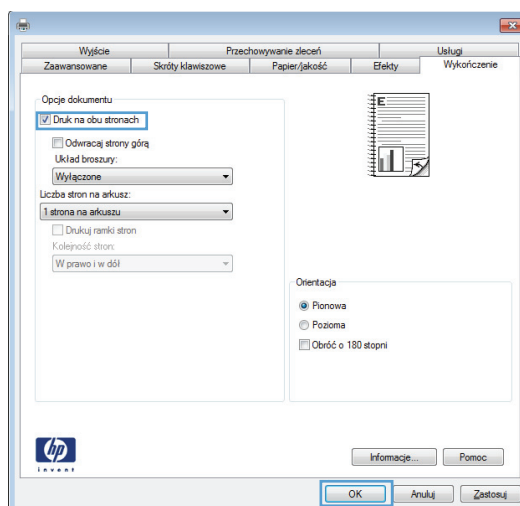 Wyjście Przechowywanie zleceń Usługi
Zaawansowane Skróty klawiszowe Papier/jakość Efekty Wykończenie
Opcje dokumentu
Druk na obu stronach
Odwracaj strony górą
Układ broszury:
Wyłączone
Liczba stron na arkusz:
1 strona na arkuszu
Drukuj ramki stron
Kolejność stron:
W prawo i w dół
E
Orientacja
Pionowa
Pozioma
Obróć o 180 stopni
hp
invent
Informacje... Pomoc
OK Anuluj Zastosuj